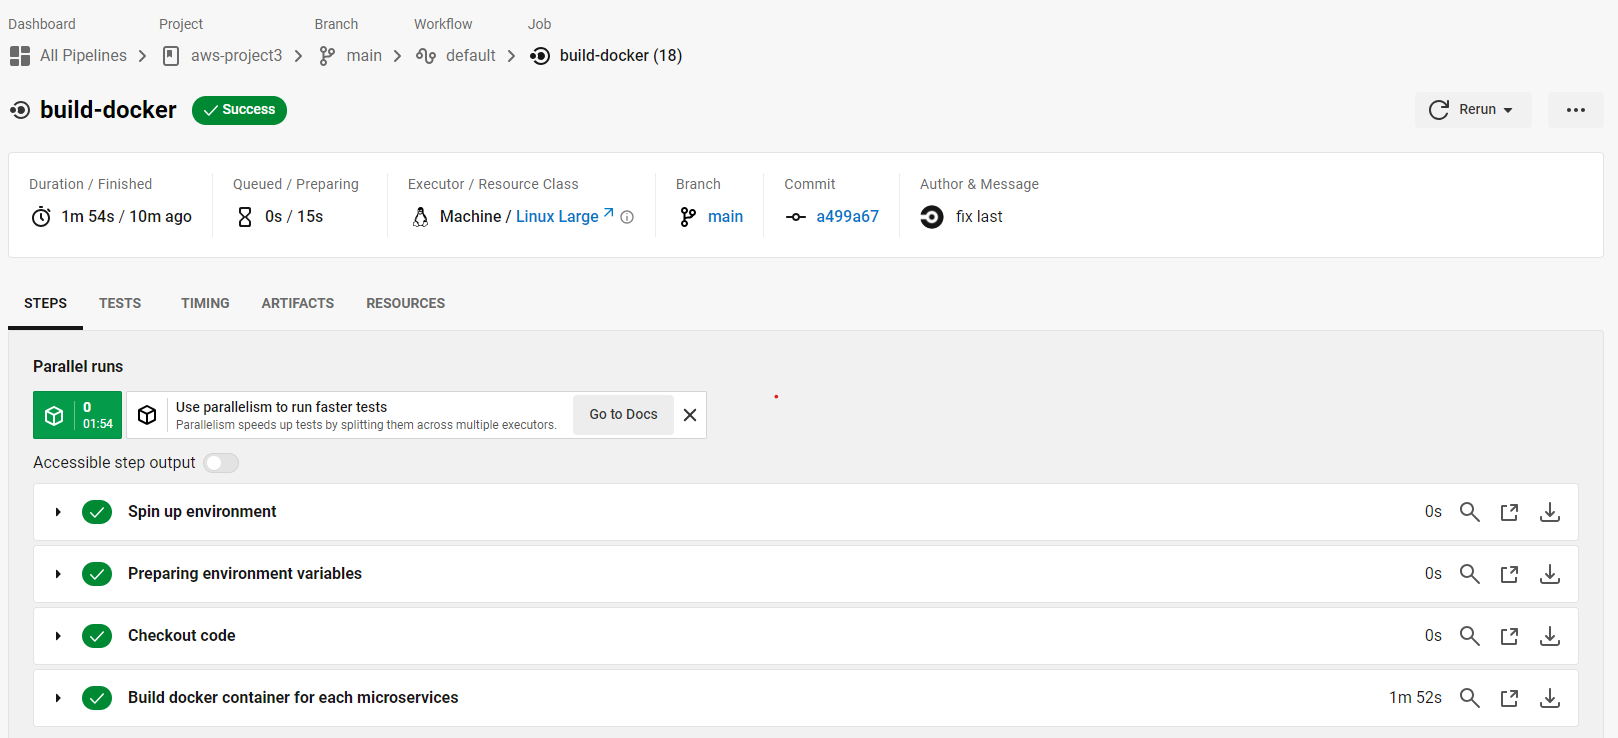 Dashboard Project Branch Workflow Job
All Pipelines aws-project3 main default build-docker (18)
build-docker Success Rerun
Duration / Finished Queued / Preparing Executor / Resource Class Branch Commit Author & Message
1m 54s / 10m ago 0s / 15s Machine / Linux Large main a499a67 fix last
STEPS TESTS TIMING ARTIFACTS RESOURCES
Parallel runs
0
01:54
Use parallelism to run faster tests
Parallelism speeds up tests by splitting them across multiple executors.
Go to Docs
Accessible step output
Spin up environment 0s
Preparing environment variables 0s
Checkout code 0s
Build docker container for each microservices 1m 52s